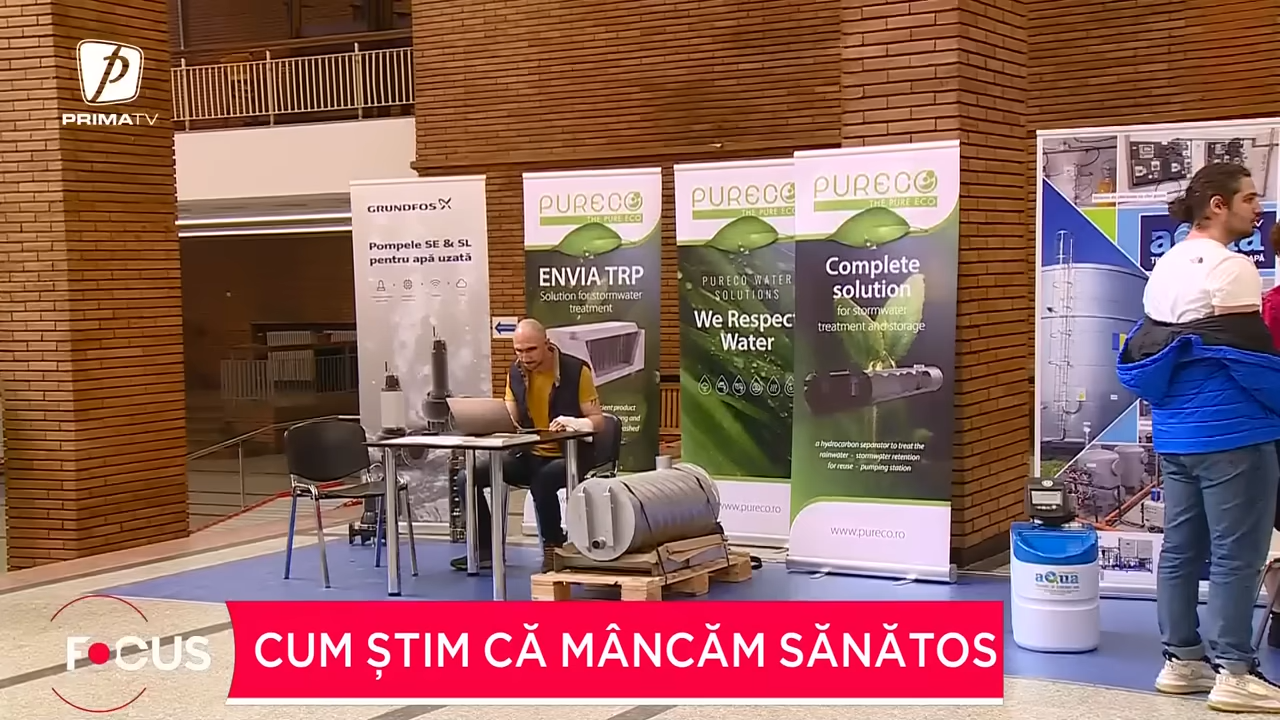 PRIMATV
GRUNDFOS
Pompele SE & SL
pentru apă uzată
PURECO
THE PURE ECO
ENVIA TRP
Solution for stormwater
treatment
PURECO
THE PURE ECO
PURECO WATER
SOLUTIONS
We Respect
Water
www.pureco.ro
PURECO
THE PURE ECO
Complete
solution
for stormwater
treatment and storage
a hydrocarbon separator to treat the
rainwater - stormwater retention
for reuse - pumping station
www.pureco.ro
aqua
FOCUS
CUM ȘTIM CĂ MÂNCĂM SĂNĂTOS